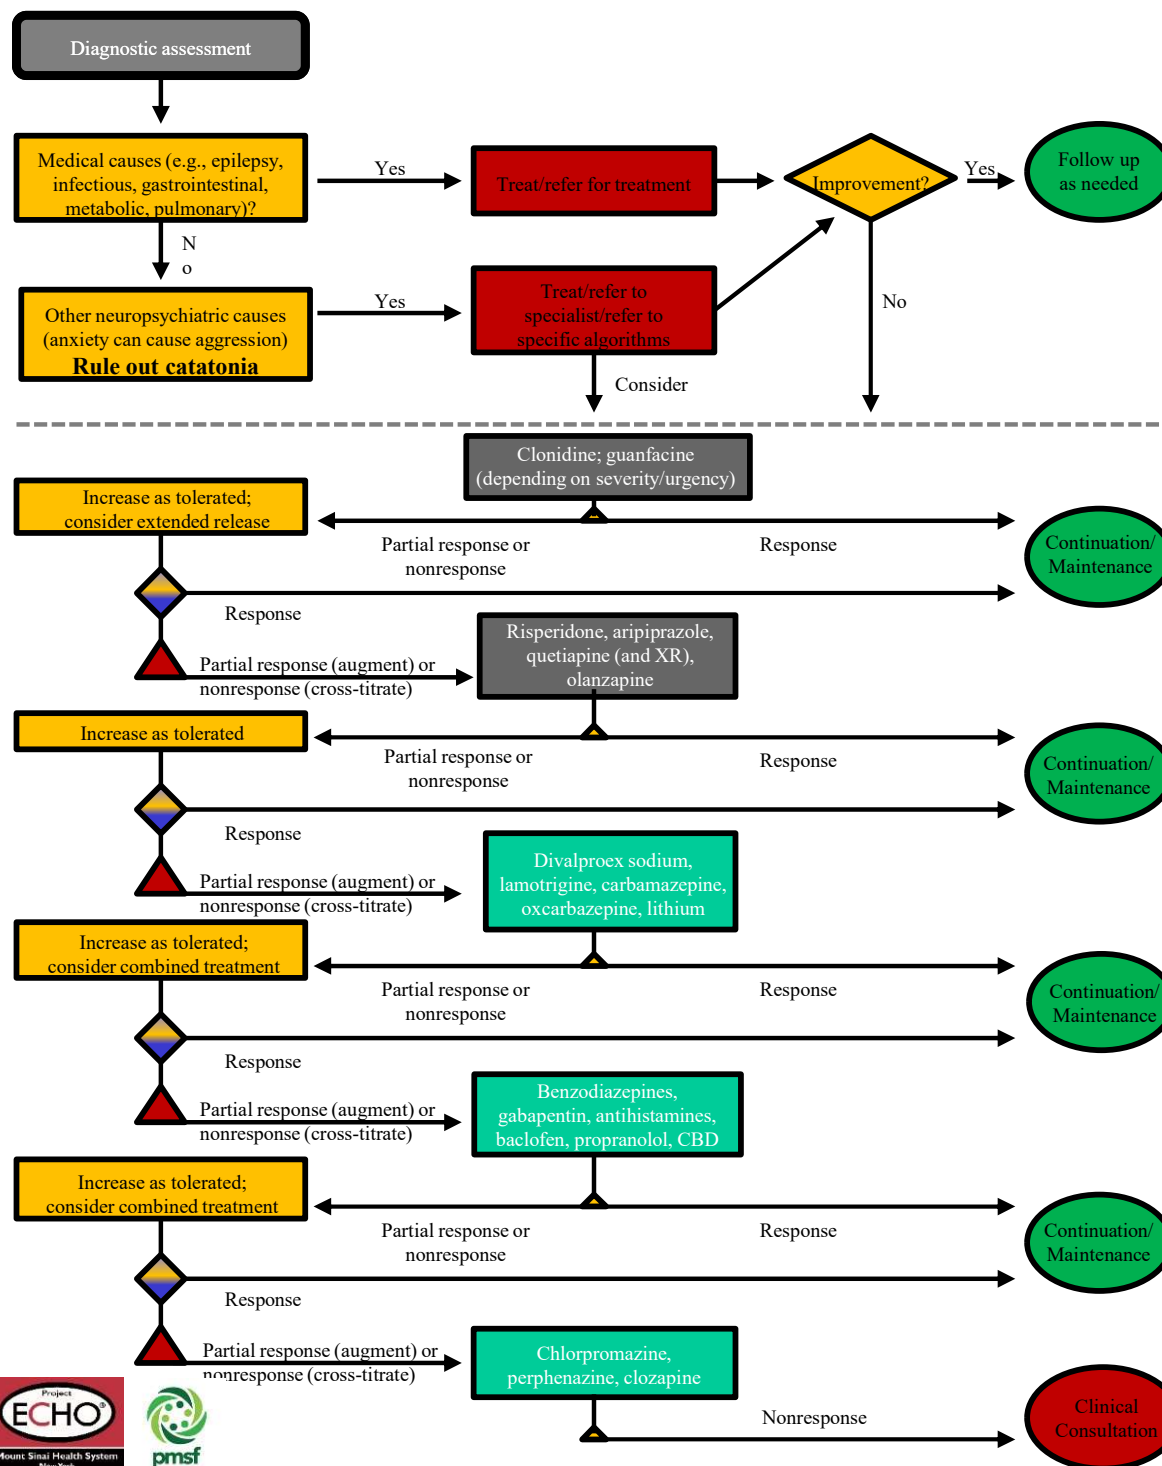 Diagnostic assessment
Medical causes (e.g., epilepsy,
infectious, gastrointestinal,
metabolic, pulmonary)?
Yes
Treat/refer for treatment
Improvement?
Yes
Follow up
as needed
N
o
Other neuropsychiatric causes
(anxiety can cause aggression)
Rule out catatonia
Yes
Treat/refer to
specialist/refer to
specific algorithms
No
Consider
Clonidine; guanfacine
(depending on severity/urgency)
Increase as tolerated;
consider extended release
Partial response or
nonresponse
Response
Continuation/
Maintenance
Response
Partial response (augment) or
nonresponse (cross-titrate)
Risperidone, aripiprazole,
quetiapine (and XR),
olanzapine
Increase as tolerated
Partial response or
nonresponse
Response
Continuation/
Maintenance
Response
Partial response (augment) or
nonresponse (cross-titrate)
Divalproex sodium,
lamotrigine, carbamazepine,
oxcarbazepine, lithium
Increase as tolerated;
consider combined treatment
Partial response or
nonresponse
Response
Continuation/
Maintenance
Response
Partial response (augment) or
nonresponse (cross-titrate)
Benzodiazepines,
gabapentin, antihistamines,
baclofen, propranolol, CBD
Increase as tolerated;
consider combined treatment
Partial response or
nonresponse
Response
Continuation/
Maintenance
Response
Partial response (augment) or
nonresponse (cross-titrate)
Chlorpromazine,
perphenazine, clozapine
Nonresponse
Clinical
Consultation
Project
ECHO®
Mount Sinai Health System
New York
pmsf